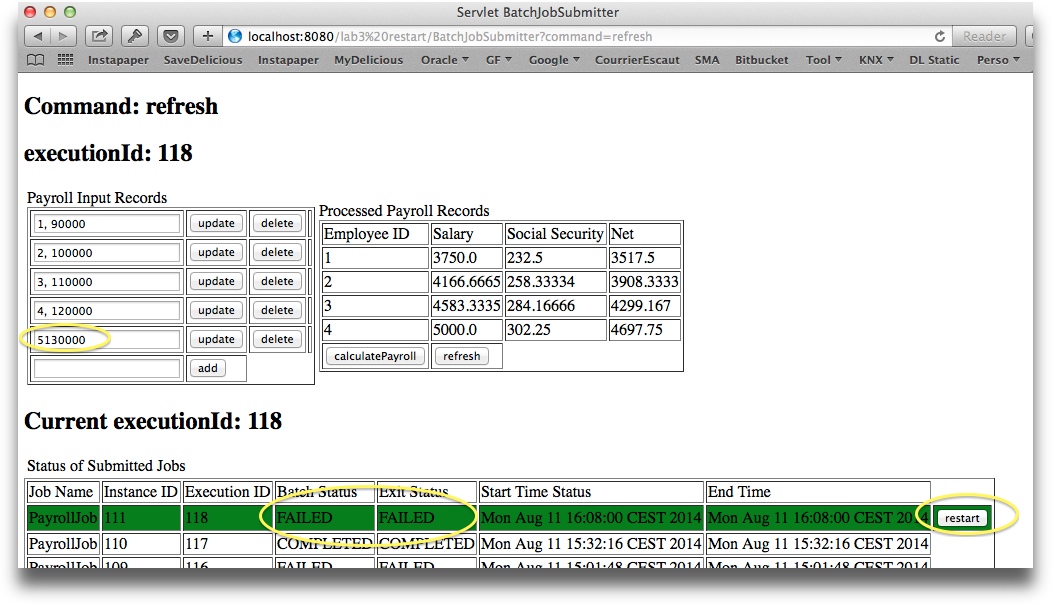 Servlet BatchJobSubmitter
localhost:8080/lab3%20restart/BatchJobSubmitter?command=refresh Reader
Instapaper SaveDelicious Instapaper MyDelicious Oracle GF Google CourrierEscaut SMA Bitbucket Tool KNX DL Static Perso
Command: refresh
executionId: 118
Payroll Input Records
1, 90000 update delete
2, 100000 update delete
3, 110000 update delete
4, 120000 update delete
5130000 update delete
add
Processed Payroll Records
Employee ID Salary Social Security Net
1 3750.0 232.5 3517.5
2 4166.6665 258.33334 3908.3333
3 4583.3335 284.16666 4299.167
4 5000.0 302.25 4697.75
calculatePayroll refresh
Current executionId: 118
Status of Submitted Jobs
Job Name Instance ID Execution ID Batch Status Exit Status Start Time Status End Time
PayrollJob 111 118 FAILED FAILED Mon Aug 11 16:08:00 CEST 2014 Mon Aug 11 16:08:00 CEST 2014 restart
PayrollJob 110 117 COMPLETED COMPLETED Mon Aug 11 15:32:16 CEST 2014 Mon Aug 11 15:32:16 CEST 2014
PayrollJob 109 116 FAILED FAILED Mon Aug 11 15:01:48 CEST 2014 Mon Aug 11 15:01:48 CEST 2014